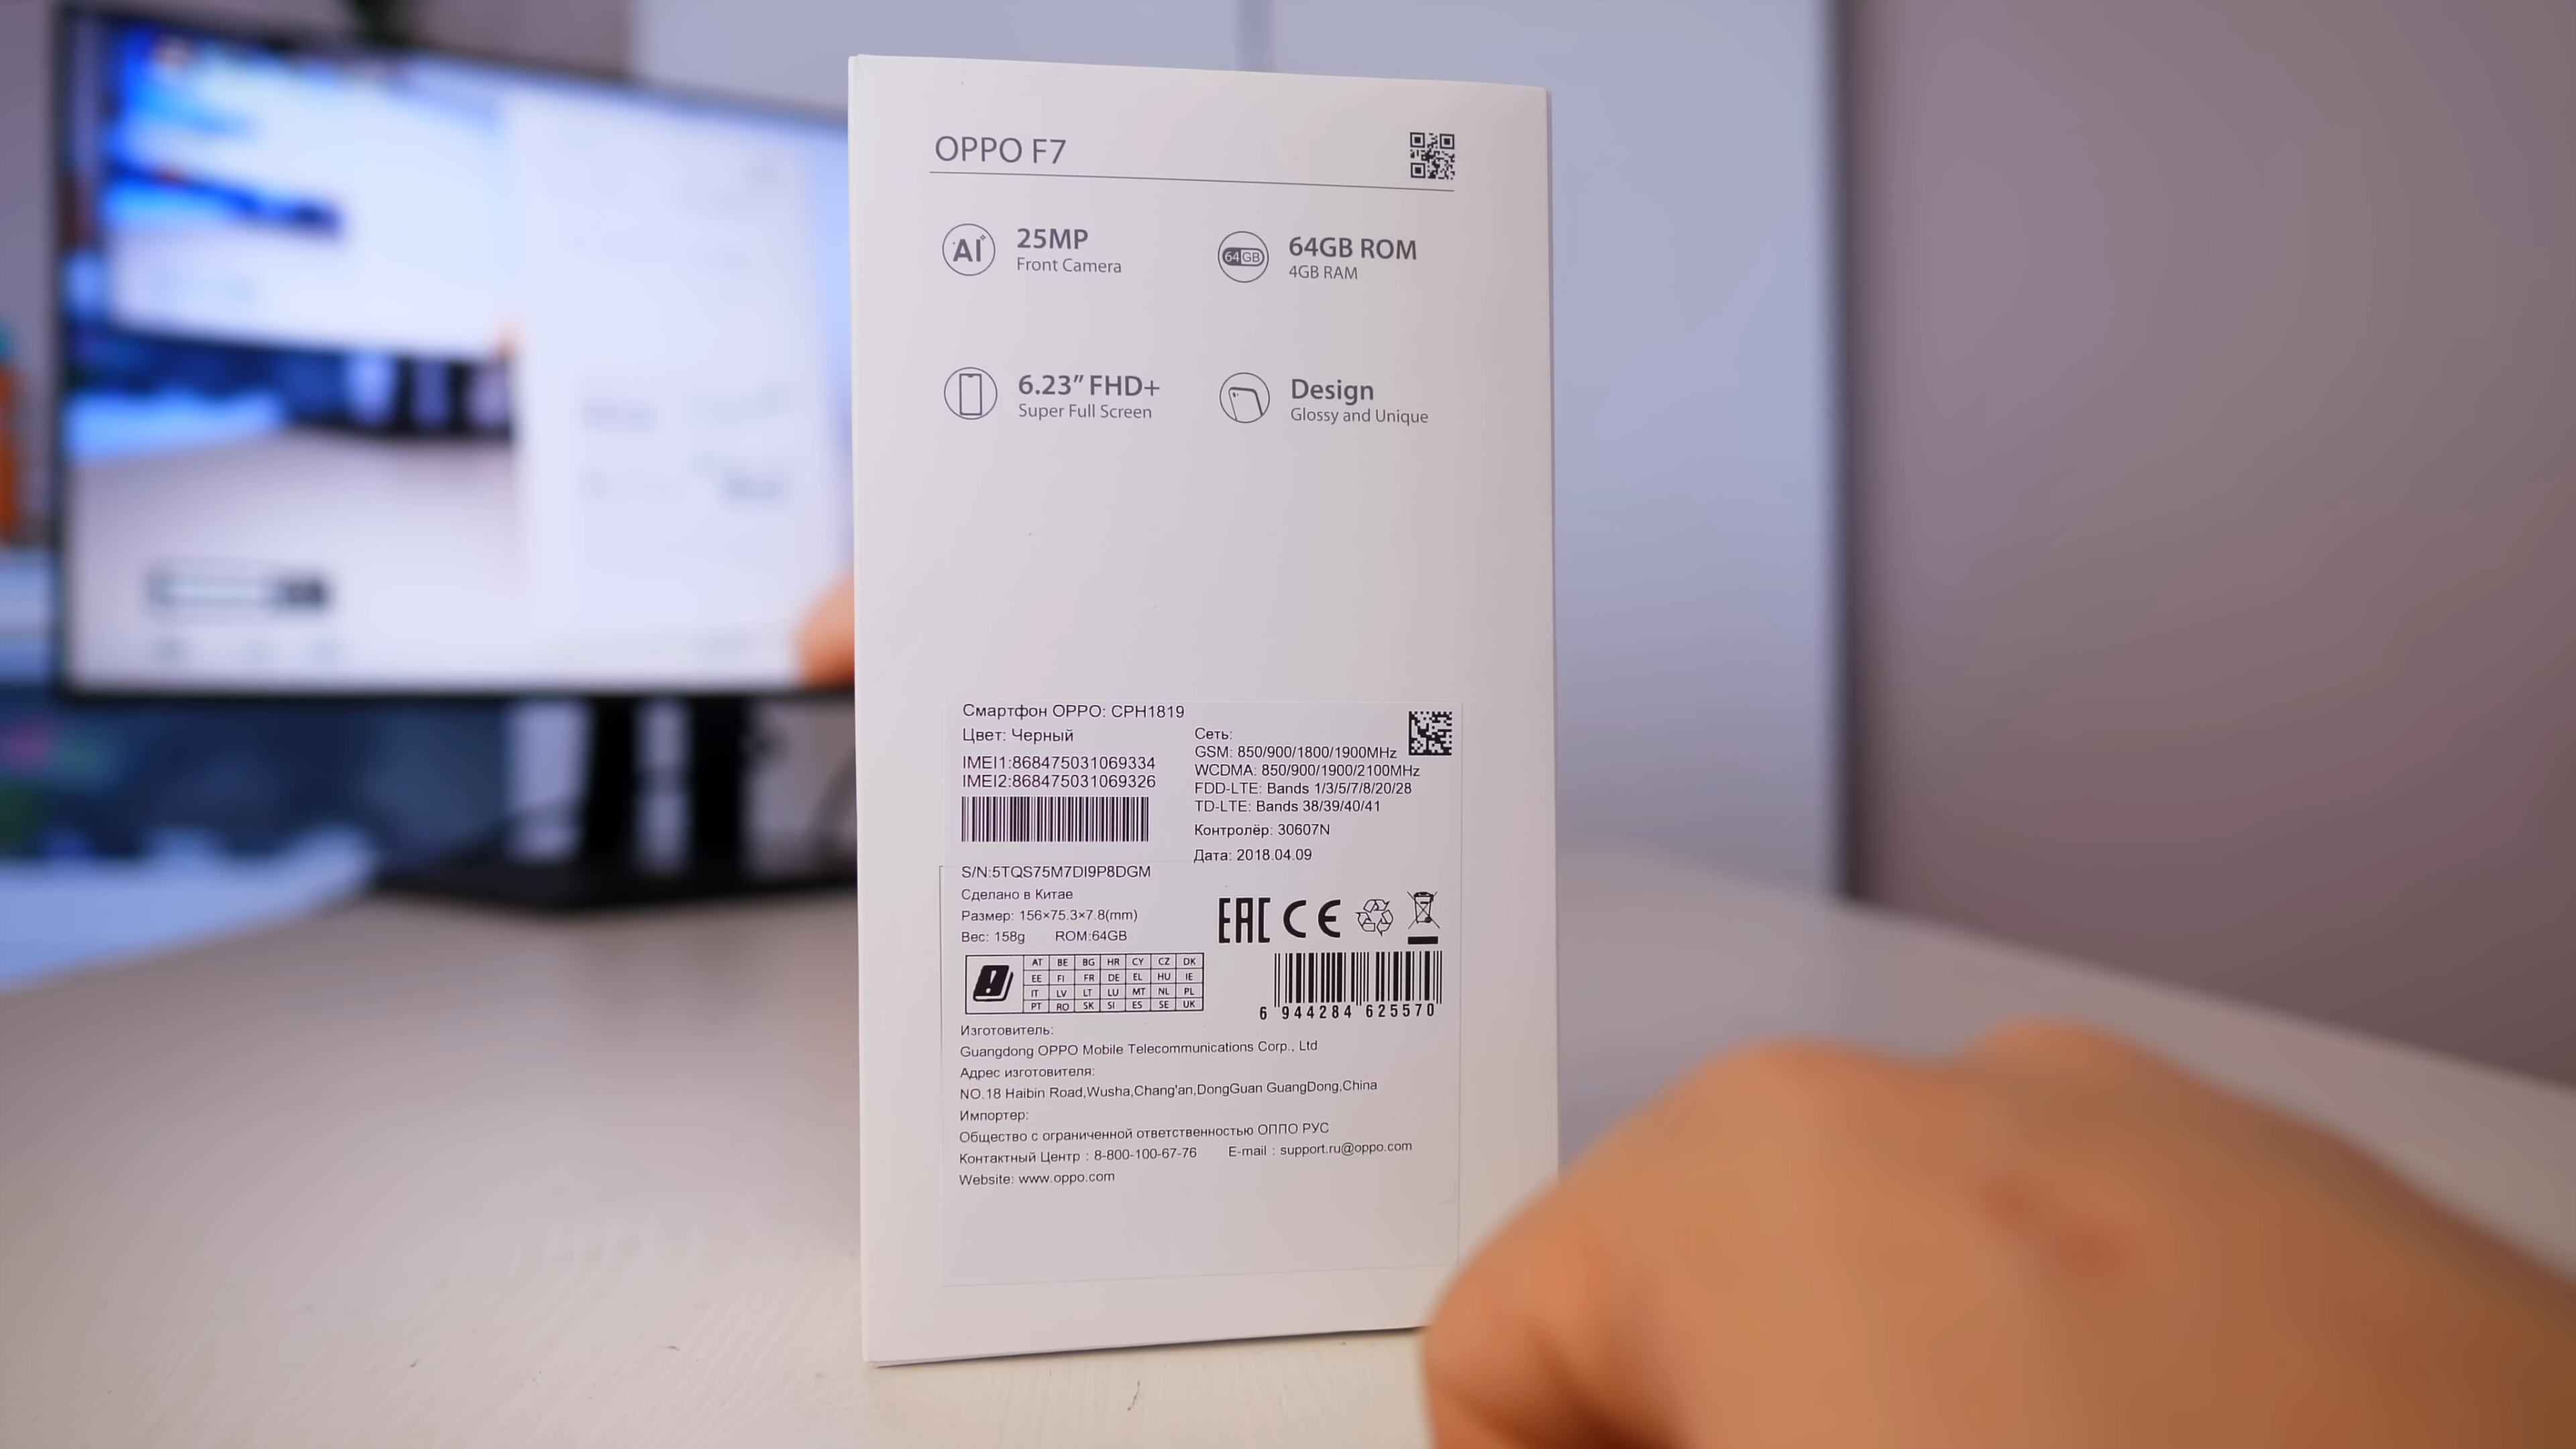 OPPO F7
AI
25MP
Front Camera
64GB
64GB ROM
4GB RAM
6.23” FHD+
Super Full Screen
Design
Glossy and Unique
Смартфон OPPO: CPH1819
Цвет: Черный
IMEI1:868475031069334
IMEI2:868475031069326
Сеть:
GSM: 850/900/1800/1900MHz
WCDMA: 850/900/1900/2100MHz
FDD-LTE: Bands 1/3/5/7/8/20/28
TD-LTE: Bands 38/39/40/41
Контролёр: 30607N
Дата: 2018.04.09
S/N:5TQS75M7DI9P8DGM
Сделано в Китае
Размер: 156×75.3×7.8(mm)
Вес: 158g ROM:64GB
EAC CE
AT BE BG HR CY CZ DK
EE FI FR DE EL HU IE
IT LV LT LU MT NL PL
PT RO SK SI ES SE UK
6 944284 625570
Изготовитель:
Guangdong OPPO Mobile Telecommunications Corp., Ltd
Адрес изготовителя:
NO.18 Haibin Road,Wusha,Chang'an,DongGuan GuangDong,China
Импортер:
Общество с ограниченной ответственностью ОППО РУС
Контактный Центр : 8-800-100-67-76 E-mail : support.ru@oppo.com
Website: www.oppo.com